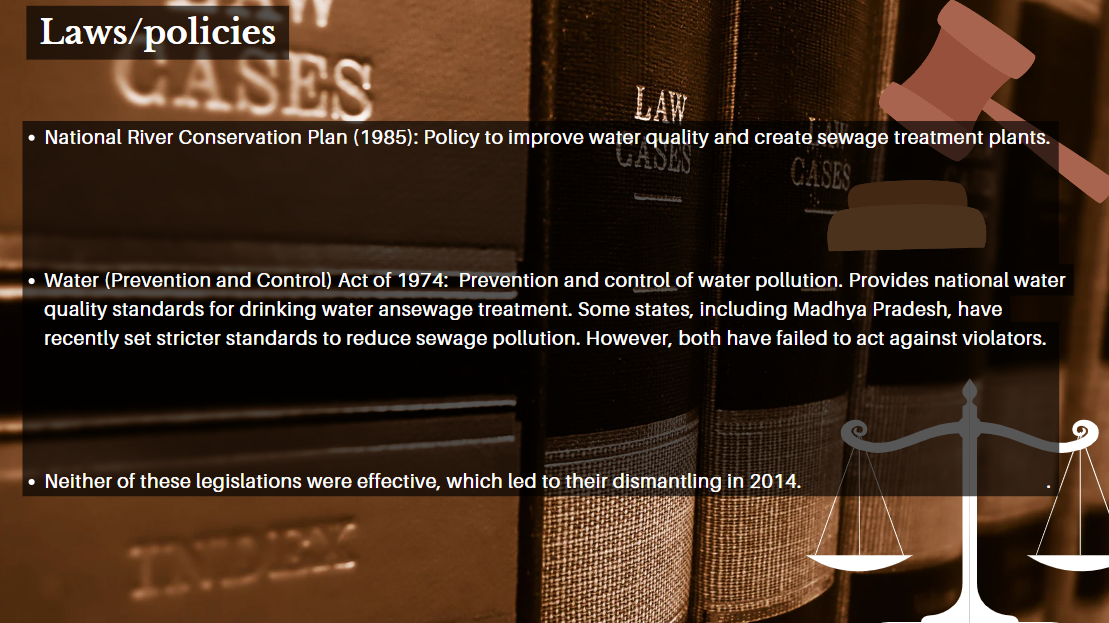 Laws/policies
LAW
CASES
LAW
CASES
LAW
CASES
• National River Conservation Plan (1985): Policy to improve water quality and create sewage treatment plants.
• Water (Prevention and Control) Act of 1974:  Prevention and control of water pollution. Provides national water
quality standards for drinking water ansewage treatment. Some states, including Madhya Pradesh, have
recently set stricter standards to reduce sewage pollution. However, both have failed to act against violators.
• Neither of these legislations were effective, which led to their dismantling in 2014. .
INDEX